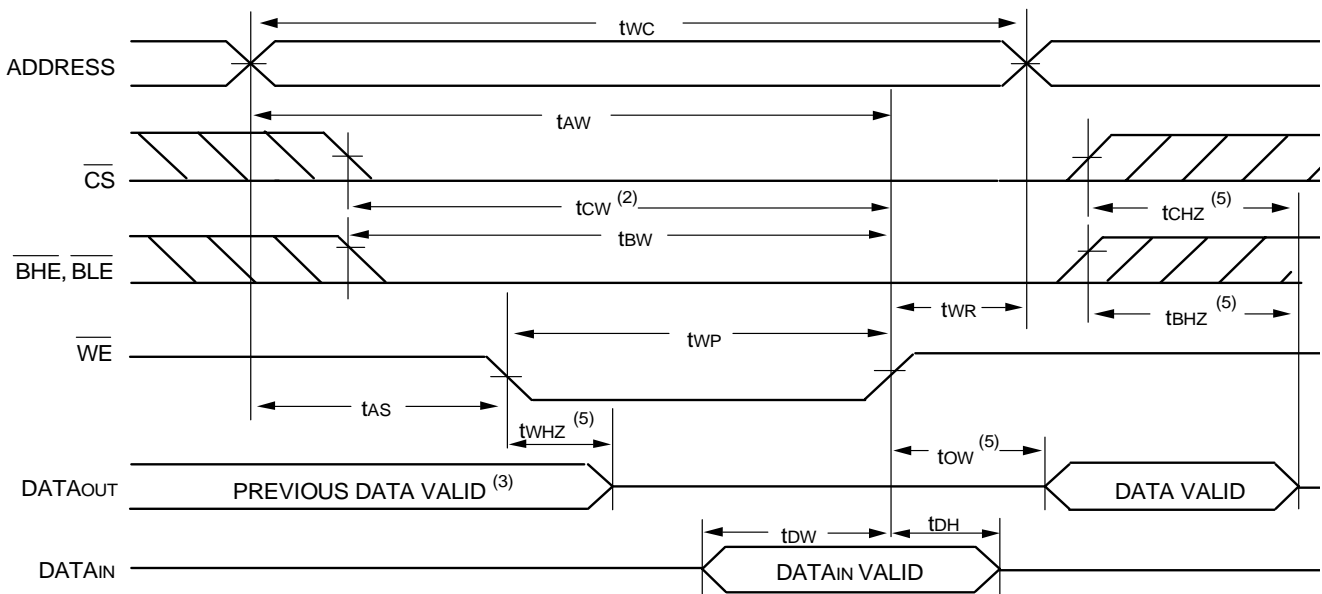 tWC
ADDRESS
tAW
CS
tCW (2)
tCHZ (5)
tBW
BHE, BLE
tWR
tBHZ (5)
tWP
WE
tAS
tWHZ (5)
tOW (5)
DATAOUT
PREVIOUS DATA VALID (3)
DATA VALID
tDW
tDH
DATAIN
DATAIN VALID